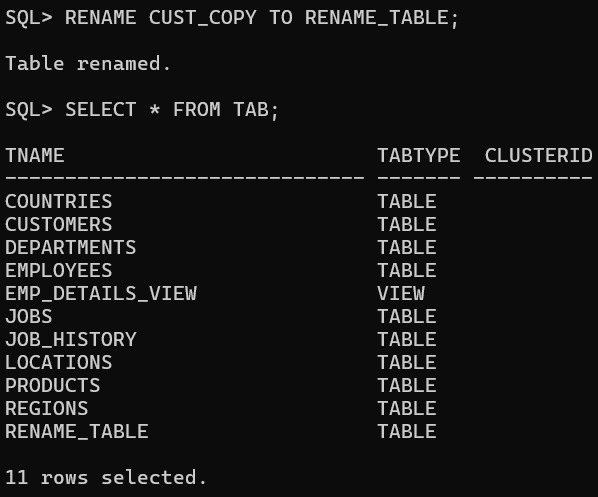 SQL> RENAME CUST_COPY TO RENAME_TABLE;
Table renamed.
SQL> SELECT * FROM TAB;
TNAME                          TABTYPE  CLUSTERID
------------------------------ ------- ----------
COUNTRIES                      TABLE
CUSTOMERS                      TABLE
DEPARTMENTS                    TABLE
EMPLOYEES                      TABLE
EMP_DETAILS_VIEW               VIEW
JOBS                           TABLE
JOB_HISTORY                    TABLE
LOCATIONS                      TABLE
PRODUCTS                       TABLE
REGIONS                        TABLE
RENAME_TABLE                   TABLE
11 rows selected.